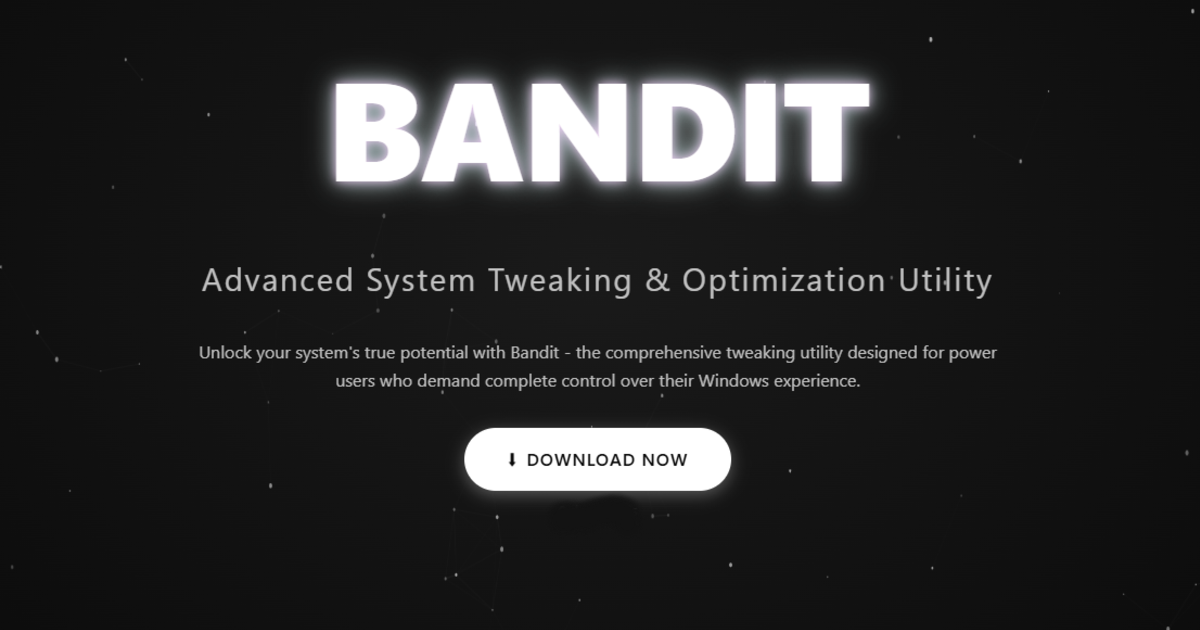 BANDIT
Advanced System Tweaking & Optimization Utility
Unlock your system's true potential with Bandit - the comprehensive tweaking utility designed for power
users who demand complete control over their Windows experience.
⬇ DOWNLOAD NOW